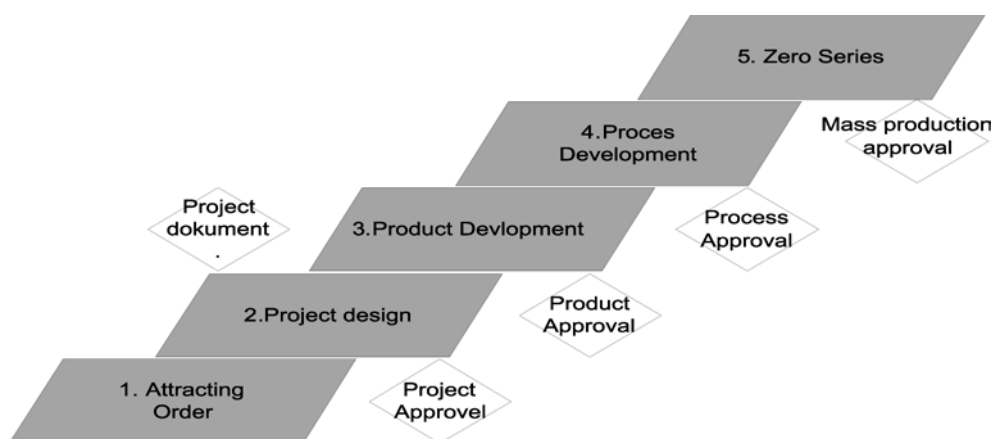 5. Zero Series
Mass production
approval
4.Proces
Development
Project
dokument
.
3.Product Devlopment
Process
Approval
2.Project design
Product
Approval
1. Attracting
Order
Project
Approvel